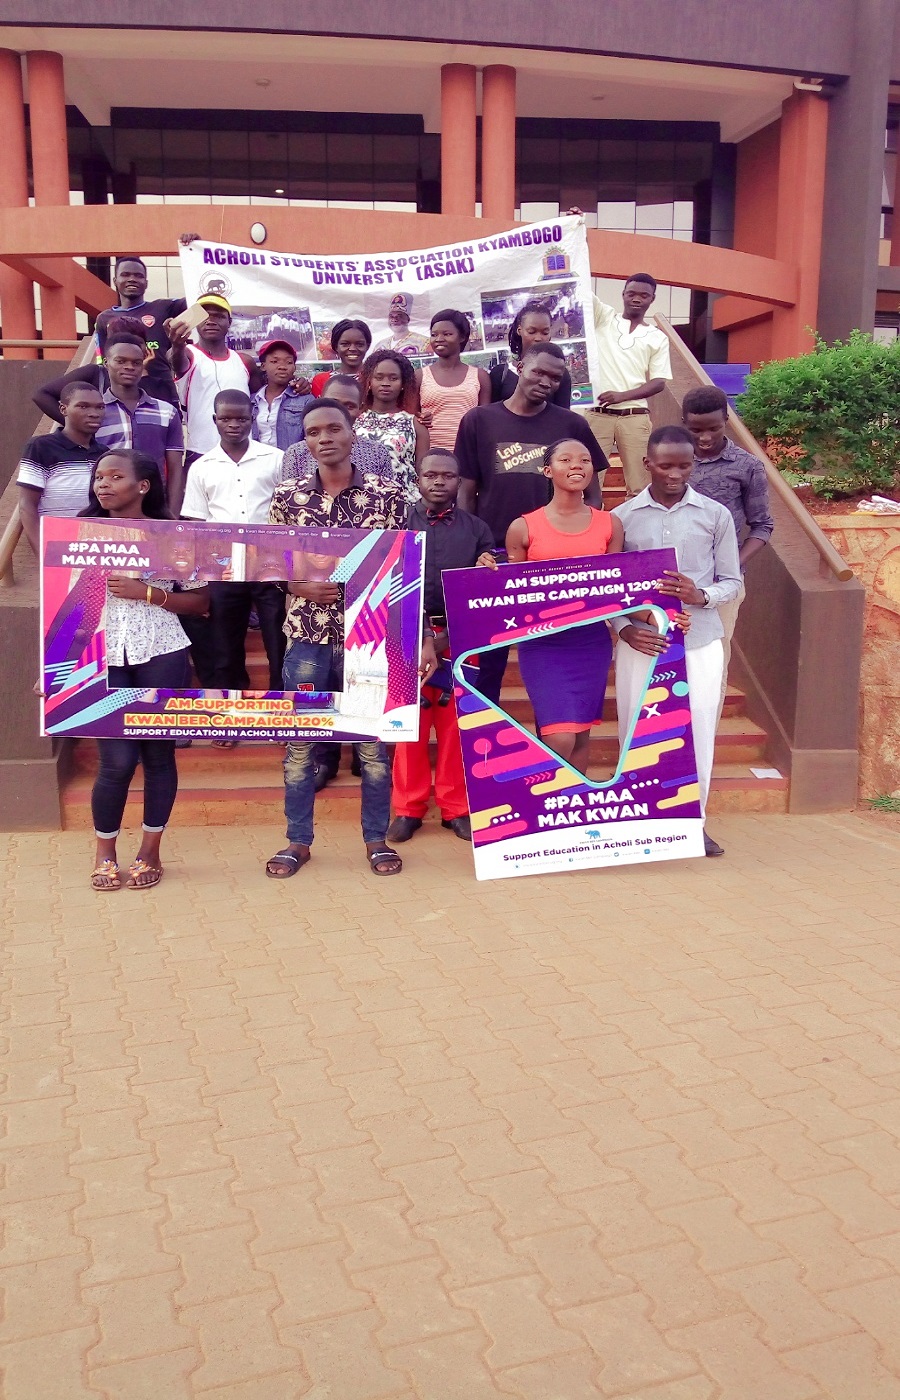 ACHOLI STUDENTS' ASSOCIATION KYAMBOGO
UNIVERSTY (ASAK)
LEVIS
MOSCHINO
#PA MAA
MAK KWAN
AM SUPPORTING
KWAN BER CAMPAIGN 120%
SUPPORT EDUCATION IN ACHOLI SUB REGION
AM SUPPORTING
KWAN BER CAMPAIGN 120%
#PA MAA
MAK KWAN
Support Education in Acholi Sub Region